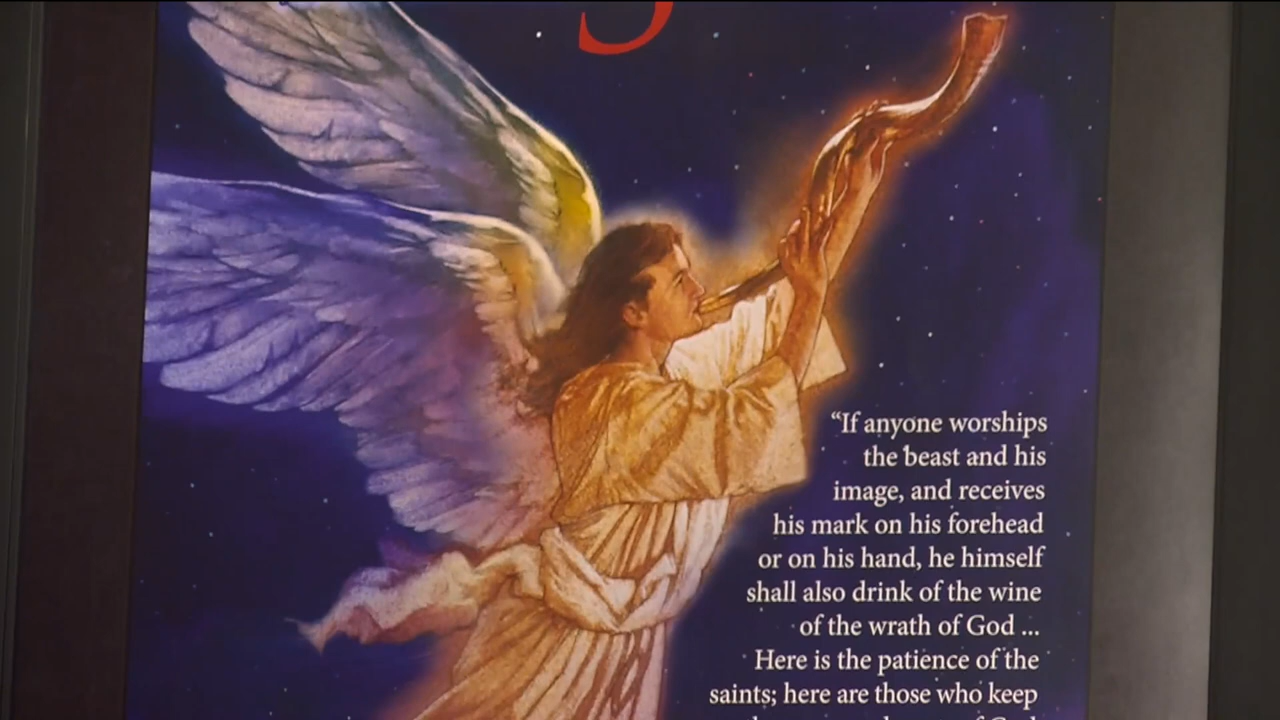 3
“If anyone worships
the beast and his
image, and receives
his mark on his forehead
or on his hand, he himself
shall also drink of the wine
of the wrath of God ...
Here is the patience of the
saints; here are those who keep